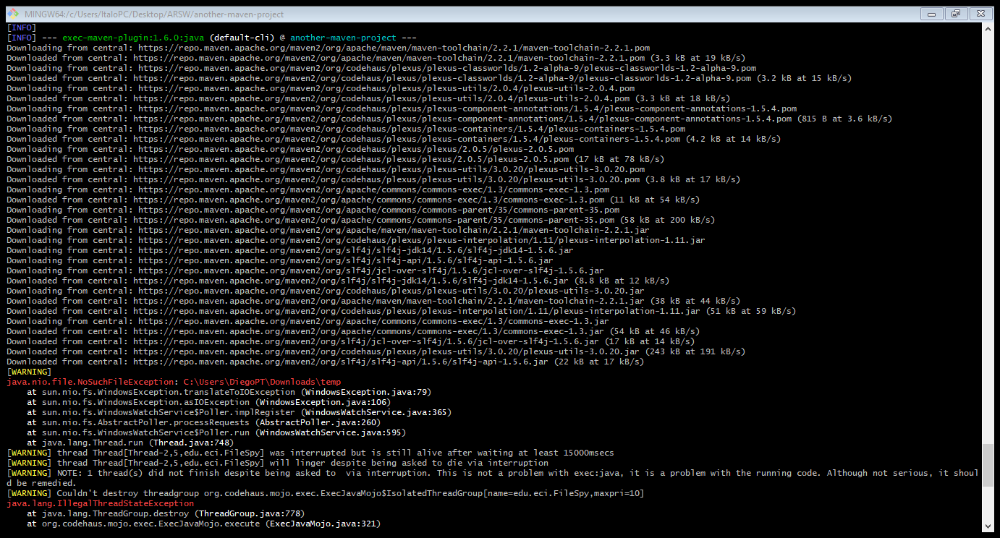 MINGW64:/c/Users/ItaloPC/Desktop/ARSW/another-maven-project
[INFO]
[INFO] --- exec-maven-plugin:1.6.0:java (default-cli) @ another-maven-project ---
Downloading from central: https://repo.maven.apache.org/maven2/org/apache/maven/maven-toolchain/2.2.1/maven-toolchain-2.2.1.pom
Downloaded from central: https://repo.maven.apache.org/maven2/org/apache/maven/maven-toolchain/2.2.1/maven-toolchain-2.2.1.pom (3.3 kB at 19 kB/s)
Downloading from central: https://repo.maven.apache.org/maven2/org/codehaus/plexus/plexus-classworlds/1.2-alpha-9/plexus-classworlds-1.2-alpha-9.pom
Downloaded from central: https://repo.maven.apache.org/maven2/org/codehaus/plexus/plexus-classworlds/1.2-alpha-9/plexus-classworlds-1.2-alpha-9.pom (3.2 kB at 15 kB/s)
Downloading from central: https://repo.maven.apache.org/maven2/org/codehaus/plexus/plexus-utils/2.0.4/plexus-utils-2.0.4.pom
Downloaded from central: https://repo.maven.apache.org/maven2/org/codehaus/plexus/plexus-utils/2.0.4/plexus-utils-2.0.4.pom (3.3 kB at 18 kB/s)
Downloading from central: https://repo.maven.apache.org/maven2/org/codehaus/plexus/plexus-component-annotations/1.5.4/plexus-component-annotations-1.5.4.pom
Downloaded from central: https://repo.maven.apache.org/maven2/org/codehaus/plexus/plexus-component-annotations/1.5.4/plexus-component-annotations-1.5.4.pom (815 B at 3.6 kB/s)
Downloading from central: https://repo.maven.apache.org/maven2/org/codehaus/plexus/plexus-containers/1.5.4/plexus-containers-1.5.4.pom
Downloaded from central: https://repo.maven.apache.org/maven2/org/codehaus/plexus/plexus-containers/1.5.4/plexus-containers-1.5.4.pom (4.2 kB at 14 kB/s)
Downloading from central: https://repo.maven.apache.org/maven2/org/codehaus/plexus/plexus/2.0.5/plexus-2.0.5.pom
Downloaded from central: https://repo.maven.apache.org/maven2/org/codehaus/plexus/plexus/2.0.5/plexus-2.0.5.pom (17 kB at 78 kB/s)
Downloading from central: https://repo.maven.apache.org/maven2/org/codehaus/plexus/plexus-utils/3.0.20/plexus-utils-3.0.20.pom
Downloaded from central: https://repo.maven.apache.org/maven2/org/codehaus/plexus/plexus-utils/3.0.20/plexus-utils-3.0.20.pom (3.8 kB at 17 kB/s)
Downloading from central: https://repo.maven.apache.org/maven2/org/apache/commons/commons-exec/1.3/commons-exec-1.3.pom
Downloaded from central: https://repo.maven.apache.org/maven2/org/apache/commons/commons-exec/1.3/commons-exec-1.3.pom (11 kB at 54 kB/s)
Downloading from central: https://repo.maven.apache.org/maven2/org/apache/commons/commons-parent/35/commons-parent-35.pom
Downloaded from central: https://repo.maven.apache.org/maven2/org/apache/commons/commons-parent/35/commons-parent-35.pom (58 kB at 200 kB/s)
Downloading from central: https://repo.maven.apache.org/maven2/org/apache/maven/maven-toolchain/2.2.1/maven-toolchain-2.2.1.jar
Downloading from central: https://repo.maven.apache.org/maven2/org/codehaus/plexus/plexus-interpolation/1.11/plexus-interpolation-1.11.jar
Downloading from central: https://repo.maven.apache.org/maven2/org/slf4j/slf4j-jdk14/1.5.6/slf4j-jdk14-1.5.6.jar
Downloading from central: https://repo.maven.apache.org/maven2/org/slf4j/slf4j-api/1.5.6/slf4j-api-1.5.6.jar
Downloading from central: https://repo.maven.apache.org/maven2/org/slf4j/jcl-over-slf4j/1.5.6/jcl-over-slf4j-1.5.6.jar
Downloaded from central: https://repo.maven.apache.org/maven2/org/slf4j/slf4j-jdk14/1.5.6/slf4j-jdk14-1.5.6.jar (8.8 kB at 12 kB/s)
Downloading from central: https://repo.maven.apache.org/maven2/org/codehaus/plexus/plexus-utils/3.0.20/plexus-utils-3.0.20.jar
Downloaded from central: https://repo.maven.apache.org/maven2/org/apache/maven/maven-toolchain/2.2.1/maven-toolchain-2.2.1.jar (38 kB at 44 kB/s)
Downloaded from central: https://repo.maven.apache.org/maven2/org/codehaus/plexus/plexus-interpolation/1.11/plexus-interpolation-1.11.jar (51 kB at 59 kB/s)
Downloading from central: https://repo.maven.apache.org/maven2/org/apache/commons/commons-exec/1.3/commons-exec-1.3.jar
Downloaded from central: https://repo.maven.apache.org/maven2/org/apache/commons/commons-exec/1.3/commons-exec-1.3.jar (54 kB at 46 kB/s)
Downloaded from central: https://repo.maven.apache.org/maven2/org/slf4j/jcl-over-slf4j/1.5.6/jcl-over-slf4j-1.5.6.jar (17 kB at 14 kB/s)
Downloaded from central: https://repo.maven.apache.org/maven2/org/codehaus/plexus/plexus-utils/3.0.20/plexus-utils-3.0.20.jar (243 kB at 191 kB/s)
Downloaded from central: https://repo.maven.apache.org/maven2/org/slf4j/slf4j-api/1.5.6/slf4j-api-1.5.6.jar (22 kB at 17 kB/s)
[WARNING]
java.nio.file.NoSuchFileException: C:\Users\DiegoPT\Downloads\temp
    at sun.nio.fs.WindowsException.translateToIOException (WindowsException.java:79)
    at sun.nio.fs.WindowsException.asIOException (WindowsException.java:106)
    at sun.nio.fs.WindowsWatchService$Poller.implRegister (WindowsWatchService.java:365)
    at sun.nio.fs.AbstractPoller.processRequests (AbstractPoller.java:260)
    at sun.nio.fs.WindowsWatchService$Poller.run (WindowsWatchService.java:595)
    at java.lang.Thread.run (Thread.java:748)
[WARNING] thread Thread[Thread-2,5,edu.eci.FileSpy] was interrupted but is still alive after waiting at least 15000msecs
[WARNING] thread Thread[Thread-2,5,edu.eci.FileSpy] will linger despite being asked to die via interruption
[WARNING] NOTE: 1 thread(s) did not finish despite being asked to  via interruption. This is not a problem with exec:java, it is a problem with the running code. Although not serious, it shoul
d be remedied.
[WARNING] Couldn't destroy threadgroup org.codehaus.mojo.exec.ExecJavaMojo$IsolatedThreadGroup[name=edu.eci.FileSpy,maxpri=10]
java.lang.IllegalThreadStateException
    at java.lang.ThreadGroup.destroy (ThreadGroup.java:778)
    at org.codehaus.mojo.exec.ExecJavaMojo.execute (ExecJavaMojo.java:321)